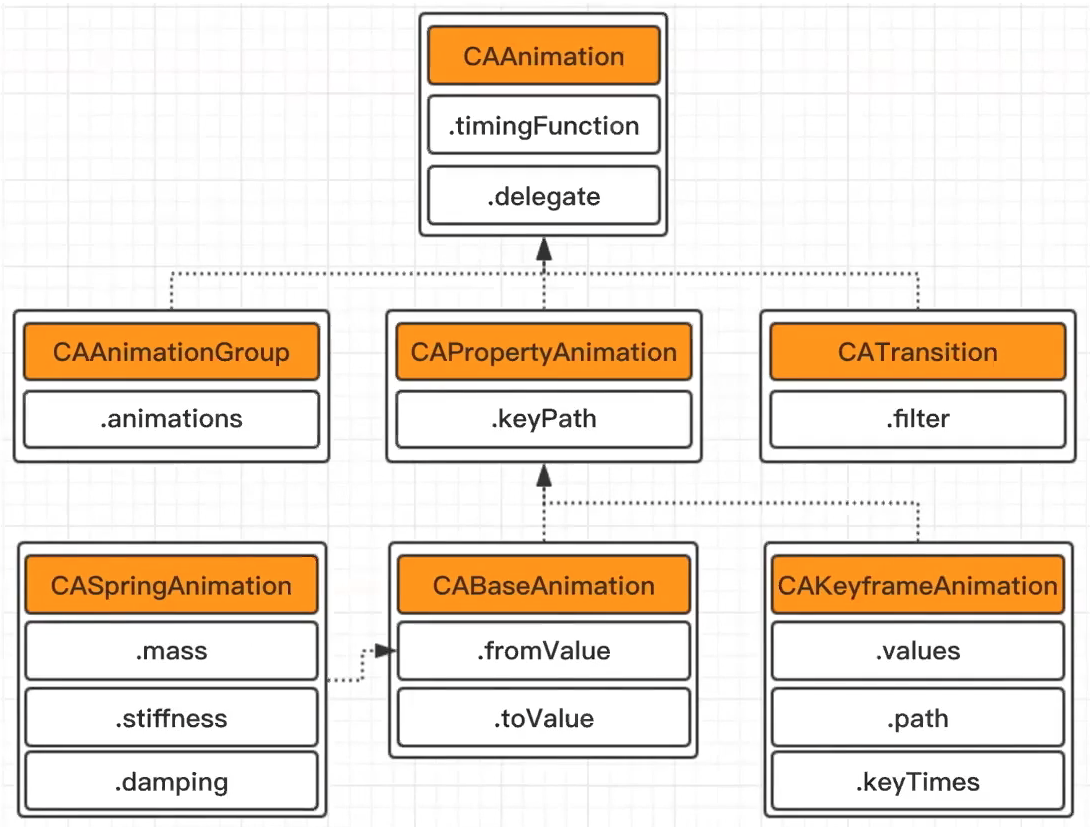 CAAnimation
.timingFunction
.delegate
CAAnimationGroup
.animations
CAPropertyAnimation
.keyPath
CATransition
.filter
CASpringAnimation
.mass
.stiffness
.damping
CABaseAnimation
.fromValue
.toValue
CAKeyframeAnimation
.values
.path
.keyTimes